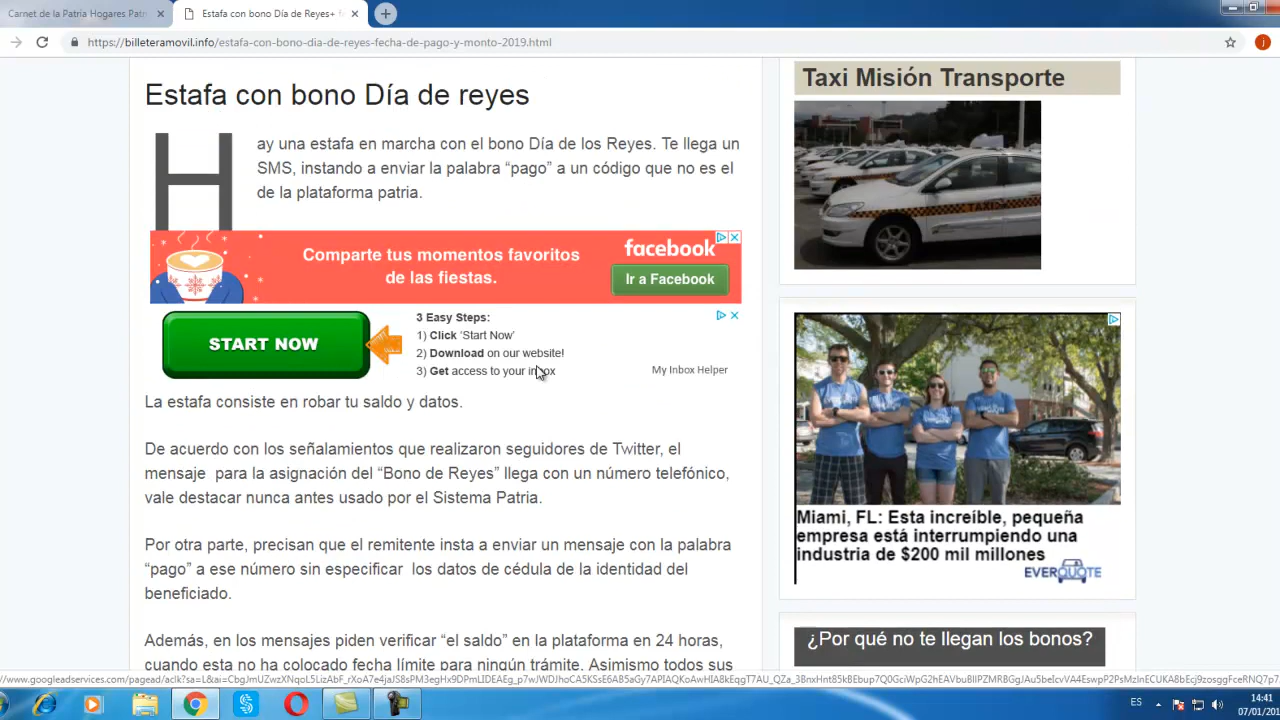 Carnet de la Patria Hogares Patri
Estafa con bono Día de Reyes+ f
https://billeteramovil.info/estafa-con-bono-dia-de-reyes-fecha-de-pago-y-monto-2019.html
j
Estafa con bono Día de reyes
Hay una estafa en marcha con el bono Día de los Reyes. Te llega un
SMS, instando a enviar la palabra “pago” a un código que no es el
de la plataforma patria.
Comparte tus momentos favoritos
de las fiestas.
facebook
Ir a Facebook
START NOW
3 Easy Steps:
1) Click 'Start Now'
2) Download on our website!
3) Get access to your inbox
My Inbox Helper
La estafa consiste en robar tu saldo y datos.
De acuerdo con los señalamientos que realizaron seguidores de Twitter, el
mensaje para la asignación del “Bono de Reyes” llega con un número telefónico,
vale destacar nunca antes usado por el Sistema Patria.
Por otra parte, precisan que el remitente insta a enviar un mensaje con la palabra
“pago” a ese número sin especificar los datos de cédula de la identidad del
beneficiado.
Además, en los mensajes piden verificar “el saldo” en la plataforma en 24 horas,
cuando esta no ha colocado fecha límite para ningún trámite. Asimismo todos sus
Taxi Misión Transporte
TAXI
Miami, FL: Esta increíble, pequeña
empresa está interrumpiendo una
industria de $200 mil millones
EVERQUOTE
¿Por qué no te llegan los bonos?
ES
14:41
07/01/201